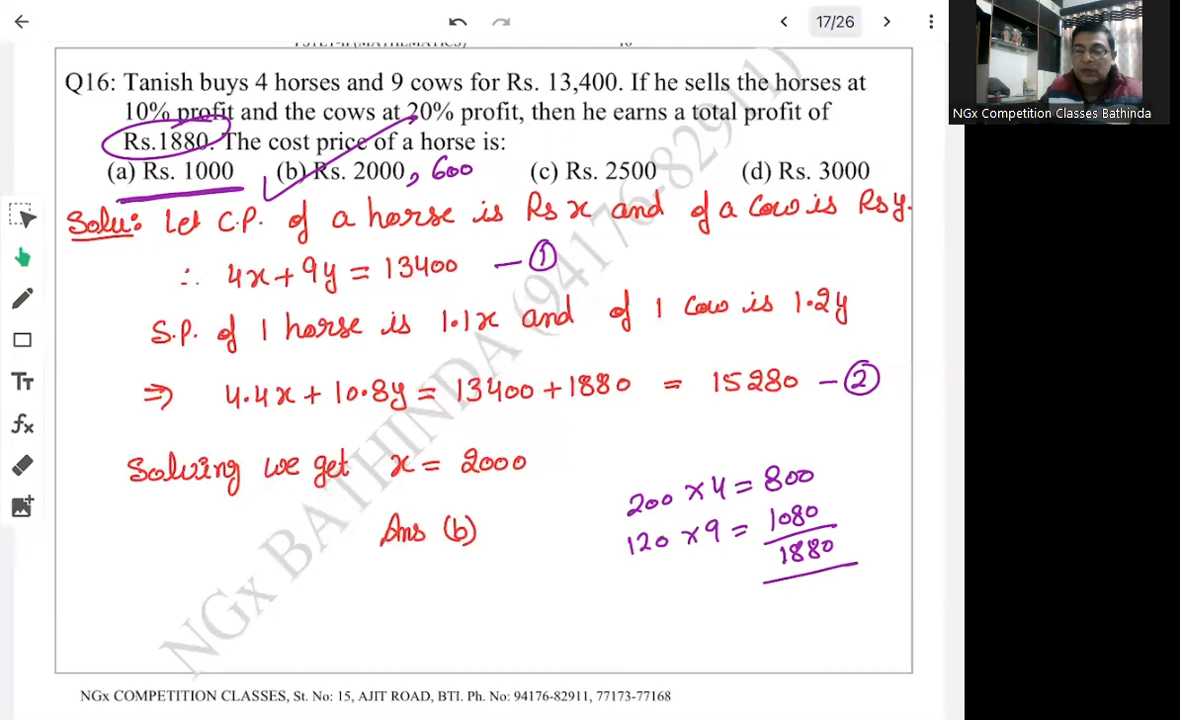 17/26
NGx Competition Classes Bathinda
Q16: Tanish buys 4 horses and 9 cows for Rs. 13,400. If he sells the horses at
10% profit and the cows at 20% profit, then he earns a total profit of
Rs.1880. The cost price of a horse is:
(a) Rs. 1000 (b) Rs. 2000, 600 (c) Rs. 2500 (d) Rs. 3000
Solu: Let C.P. of a horse is Rs x and of a Cow is Rs y.
∴ 4x + 9y = 13400 — ①
S.P. of 1 horse is 1.1x and of 1 Cow is 1.2y
⇒ 4.4x + 10.8y = 13400 + 1880 = 15280 — ②
Solving we get x = 2000
Ans (b)
200 × 4 = 800
120 × 9 = 1080
1880
Tт
fx
NGx BATHINDA (94176-82911)
NGx COMPETITION CLASSES, St. No: 15, AJIT ROAD, BTI. Ph. No: 94176-82911, 77173-77168